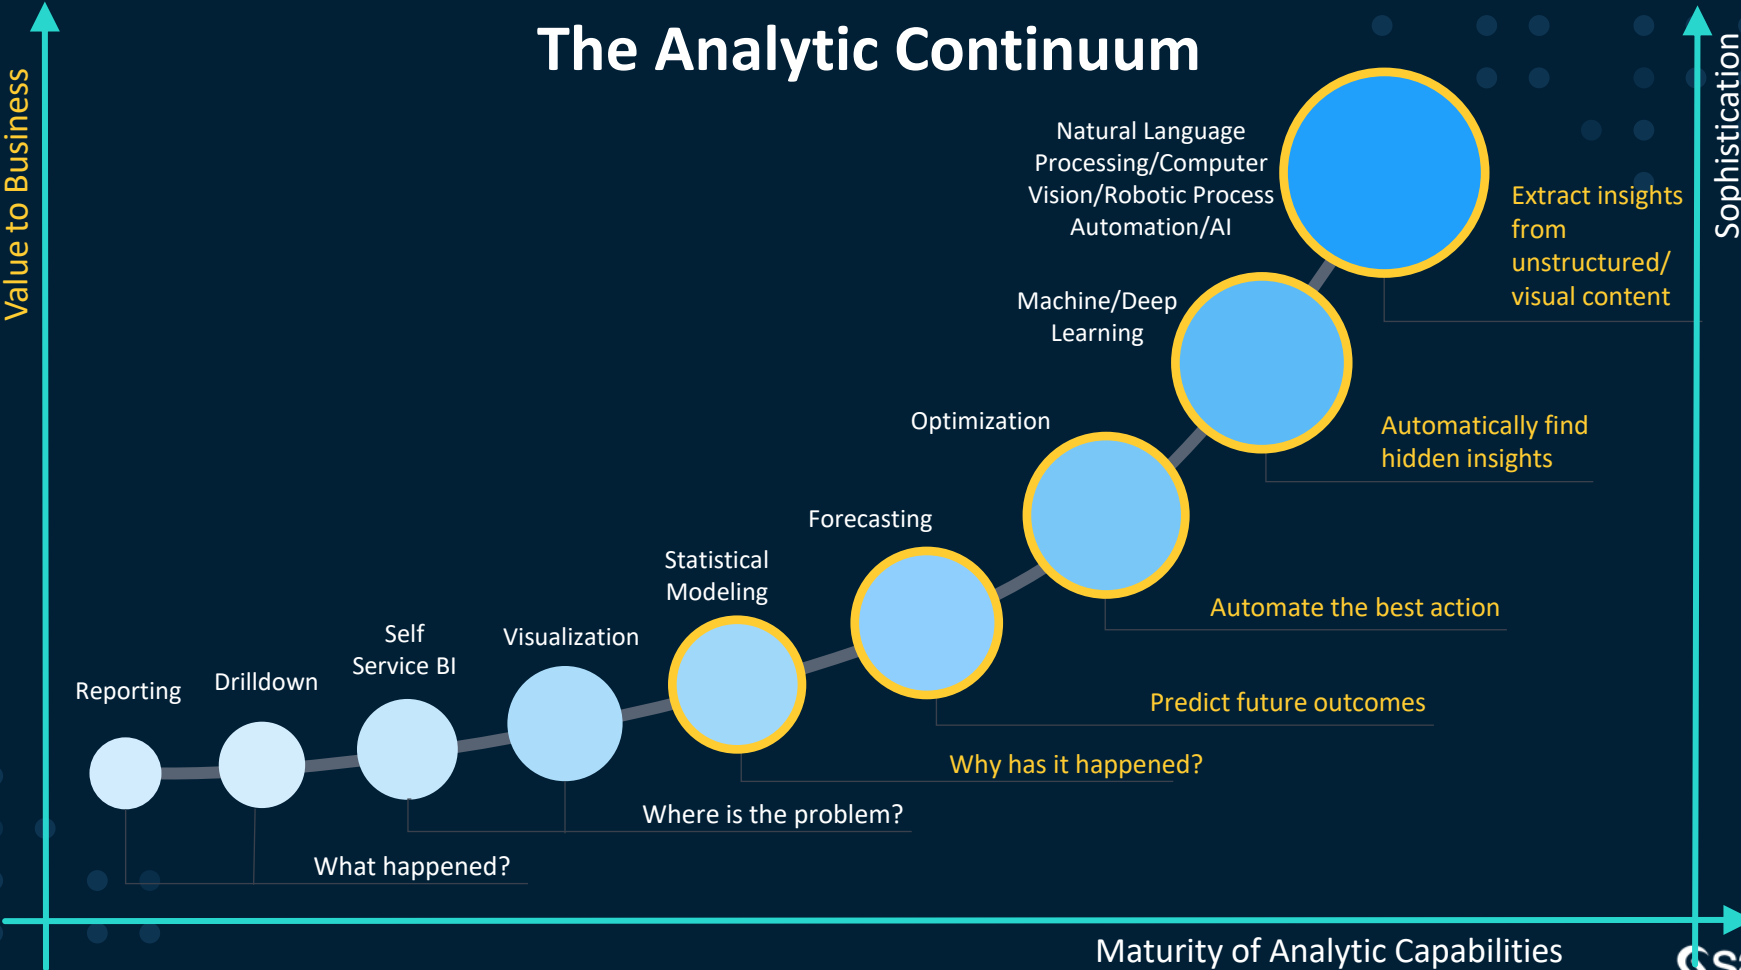 The Analytic Continuum
Value to Business
Sophistication
Natural Language
Processing/Computer
Vision/Robotic Process
Automation/AI
Extract insights
from
unstructured/
visual content
Machine/Deep
Learning
Automatically find
hidden insights
Optimization
Automate the best action
Forecasting
Predict future outcomes
Statistical
Modeling
Why has it happened?
Visualization
Self
Service BI
Where is the problem?
Drilldown
Reporting
What happened?
Maturity of Analytic Capabilities